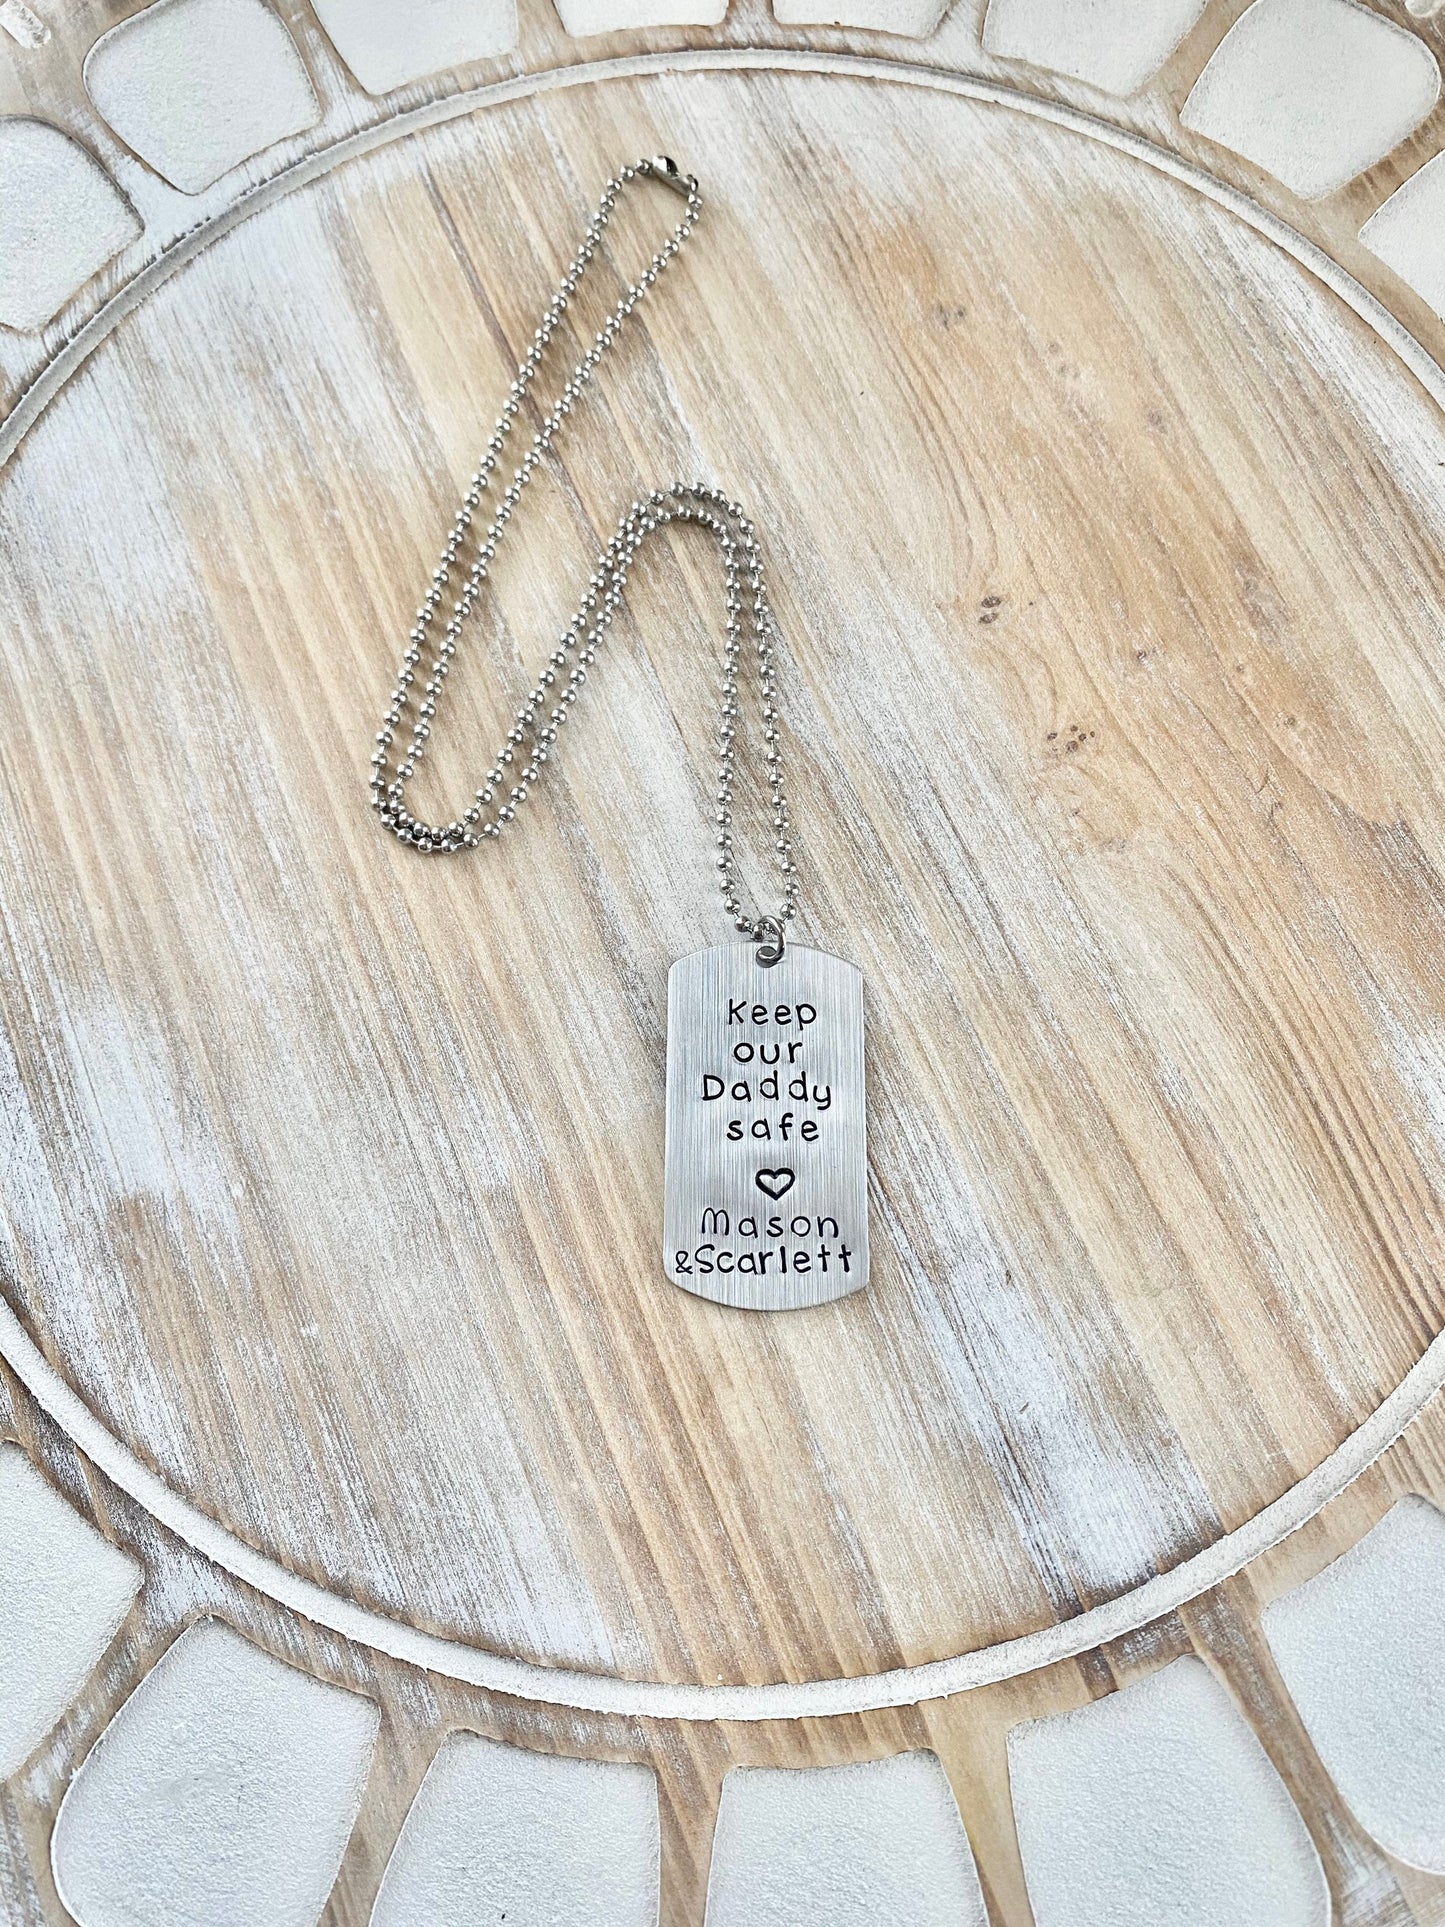 Keep
our
Daddy
safe
Mason
&Scarlett